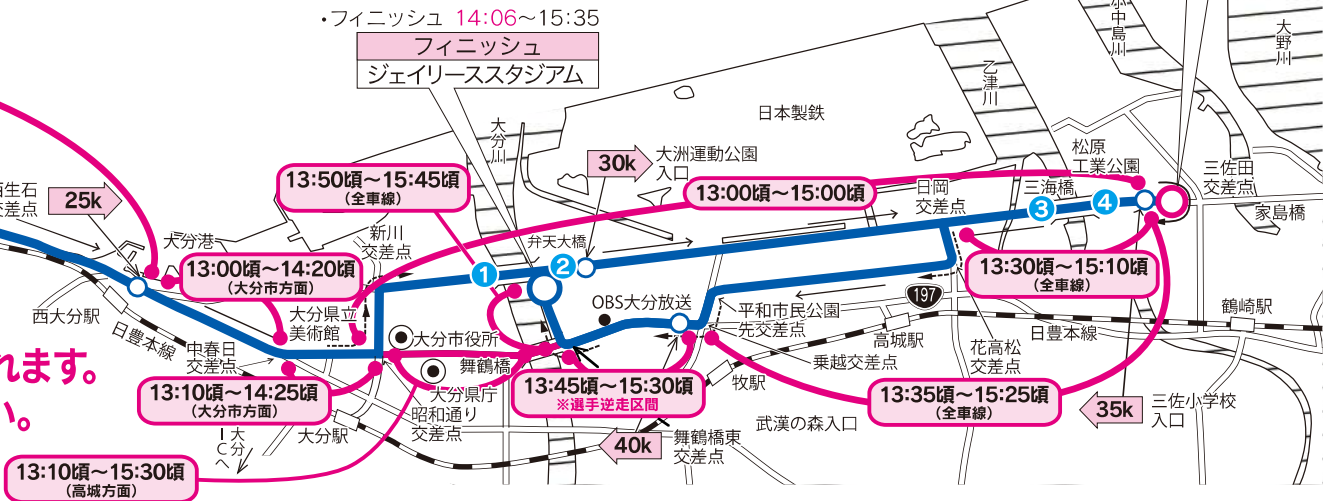 ・フィニッシュ 14:06～15:35
フィニッシュ
ジェイリーススタジアム
小中島川
大野川
乙津川
日本製鉄
大分川
大洲運動公園
入口
30k
松原
工業公園
三佐田
交差点
家島橋
13:50頃～15:45頃
(全車線)
13:00頃～15:00頃
日岡
交差点
三海橋
3
4
生石
交差点
25k
大分港
新川
交差点
弁天大橋
1
2
13:00頃～14:20頃
(大分市方面)
13:30頃～15:10頃
(全車線)
OBS大分放送
197
平和市民公園
先交差点
鶴崎駅
西大分駅
日豊本線
大分県立
美術館
大分市役所
高城駅
日豊本線
中春日
交差点
舞鶴橋
乗越交差点
花高松
交差点
れます。
い。
13:10頃～14:25頃
(大分市方面)
大分県庁
昭和通り
交差点
13:45頃～15:30頃
※選手逆走区間
牧駅
13:35頃～15:25頃
(全車線)
35k
三佐小学校
入口
武漢の森入口
大分
ICへ
大分駅
40k
舞鶴橋東
交差点
13:10頃～15:30頃
(高城方面)